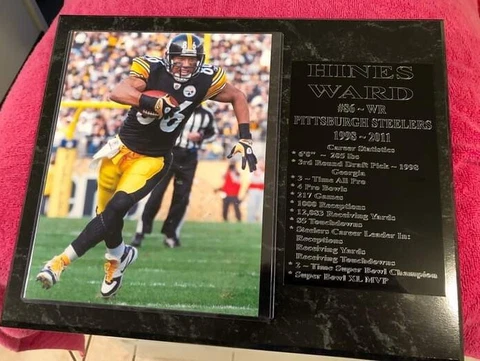 HINES
WARD
#86 ~ WR
PITTSBURGH STEELERS
1998 ~ 2011
Career Statistics
* 6'0" ~ 205 lbs
* 3rd Round Draft Pick ~ 1998
Georgia
* 3 ~ Time All Pro
* 4 Pro Bowls
* 217 Games
* 1000 Receptions
* 12,083 Receiving Yards
* 85 Touchdowns
* Steelers Career Leader In:
Receptions
Receiving Yards
Receiving Touchdowns
* 2 ~ Time Super Bowl Champion
* Super Bowl XL MVP
86